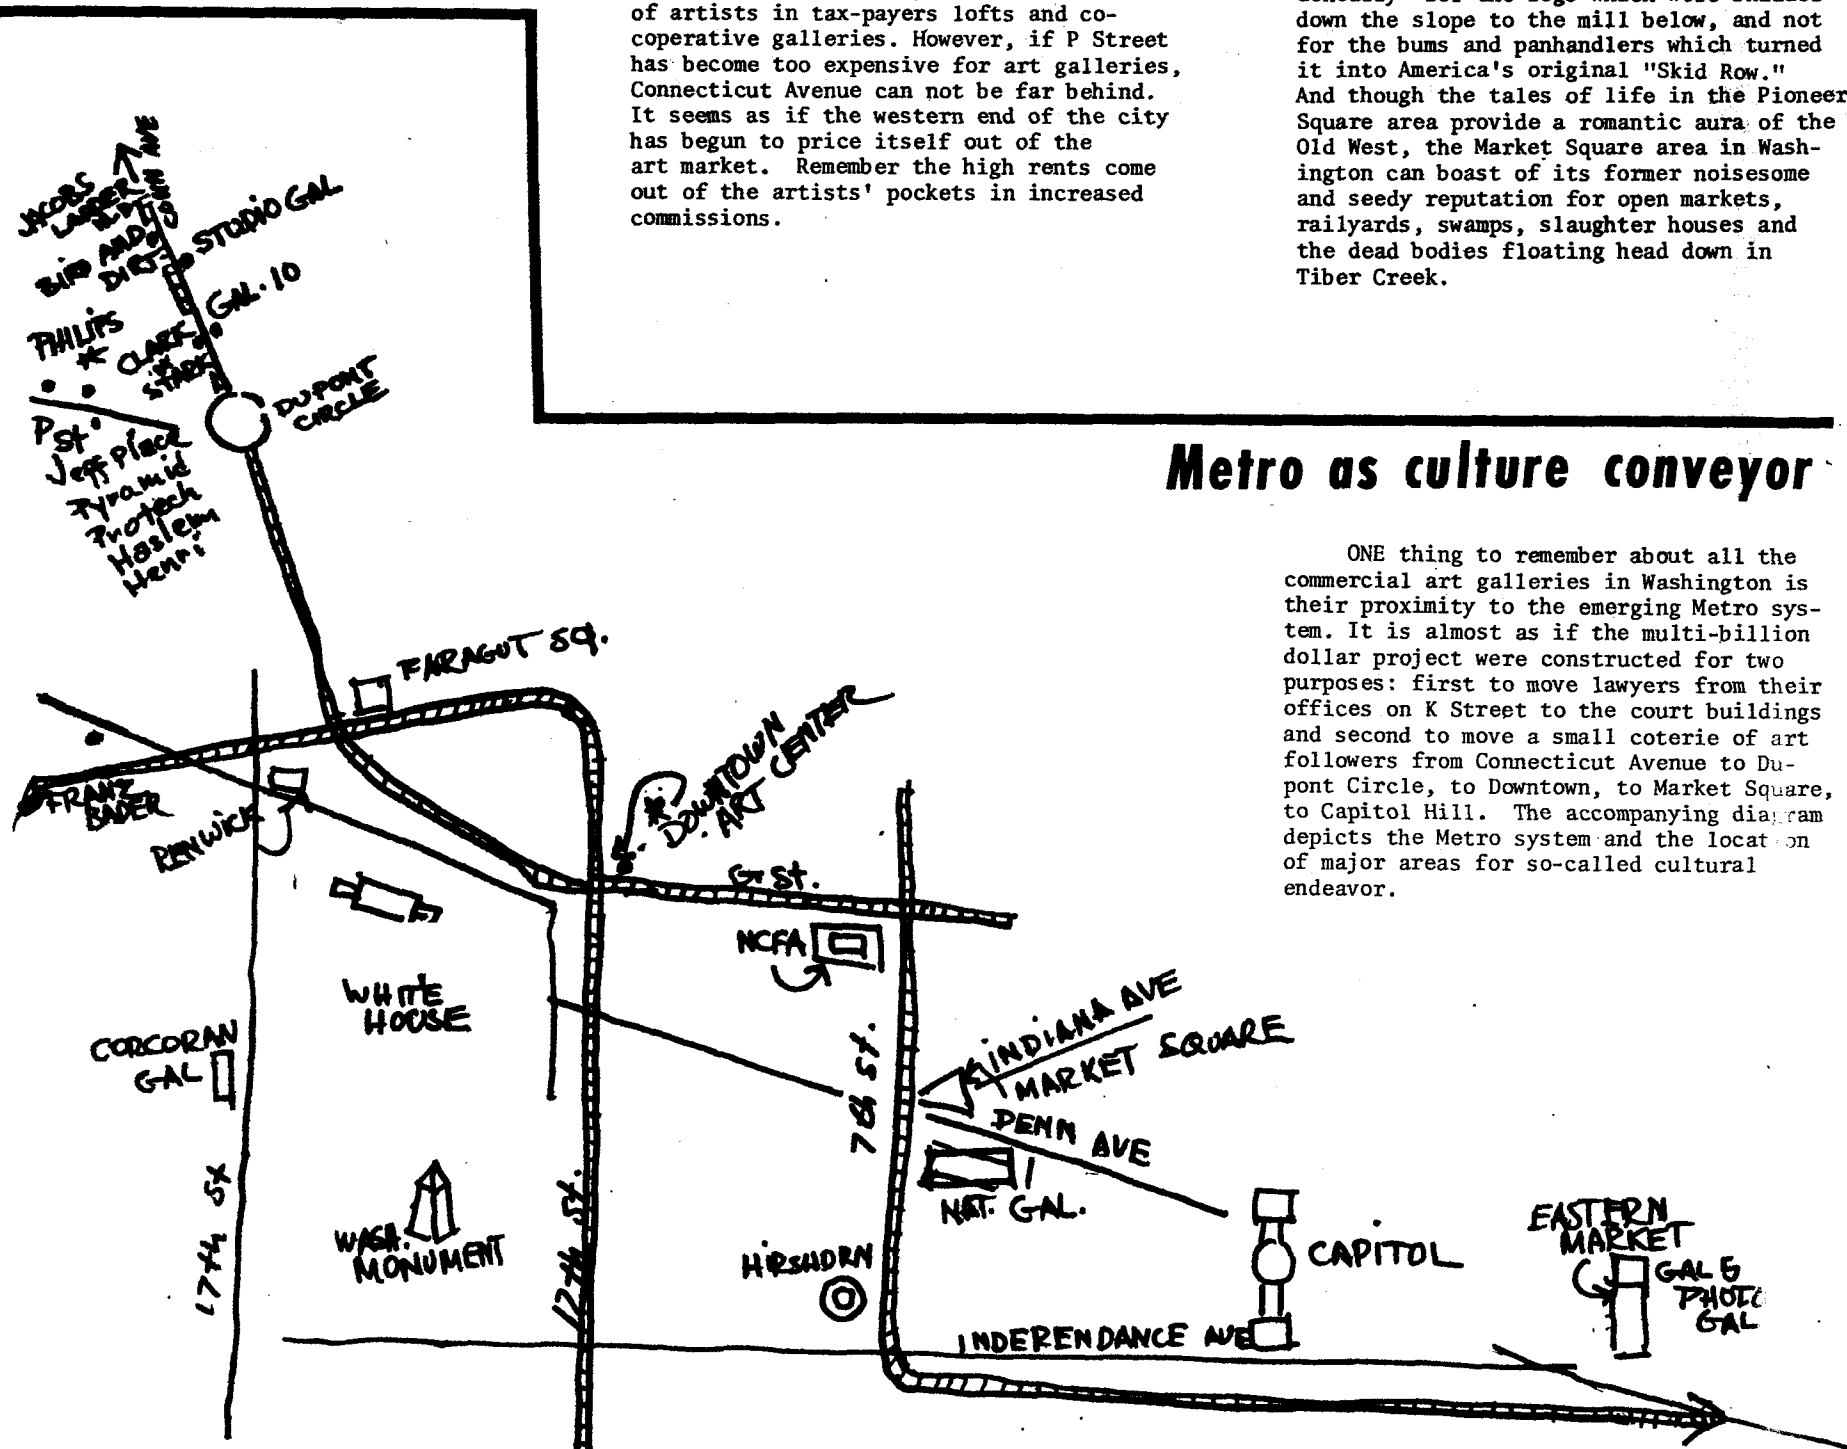 of artists in tax-payers lofts and co-
coperative galleries. However, if P Street
has become too expensive for art galleries,
Connecticut Avenue can not be far behind.
It seems as if the western end of the city
has begun to price itself out of the
art market. Remember the high rents come
out of the artists' pockets in increased
commissions.
down the slope to the mill below, and not
for the bums and panhandlers which turned
it into America's original "Skid Row."
And though the tales of life in the Pioneer
Square area provide a romantic aura of the
Old West, the Market Square area in Wash-
ington can boast of its former noisesome
and seedy reputation for open markets,
railyards, swamps, slaughter houses and
the dead bodies floating head down in
Tiber Creek.
Metro as culture conveyor
ONE thing to remember about all the
commercial art galleries in Washington is
their proximity to the emerging Metro sys-
tem. It is almost as if the multi-billion
dollar project were constructed for two
purposes: first to move lawyers from their
offices on K Street to the court buildings
and second to move a small coterie of art
followers from Connecticut Avenue to Du-
pont Circle, to Downtown, to Market Square,
to Capitol Hill. The accompanying diagram
depicts the Metro system and the location
of major areas for so-called cultural
endeavor.
JACOBS
LADDER
AVE
BIRD AND
DIRT
STUDIO GAL
GAL. 10
PHILIPS
CLARK
DUPONT
CIRCLE
P St.
Jeff Place
Pyramid
Protech
Haslem
Henri
FARAGUT SQ.
FRANZ
BADER
RENWICK
DOWNTOWN
ART CENTER
G St.
NCFA
WHITE
HOUSE
CORCORAN
GAL
INDIANA AVE
MARKET SQUARE
7th St.
PENN AVE
NAT. GAL.
17th St
WASH.
MONUMENT
12th St.
HIRSHORN
CAPITOL
EASTERN
MARKET
GAL &
PHOTO
GAL
INDERENDANCE AVE